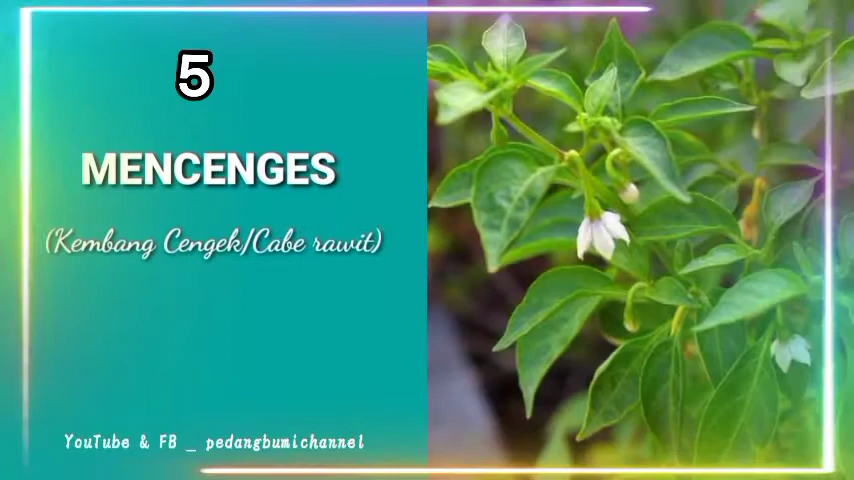 5
MENCENGES
(Kembang Cengek/Cabe rawit)
YouTube & FB _ pedangbumichannel